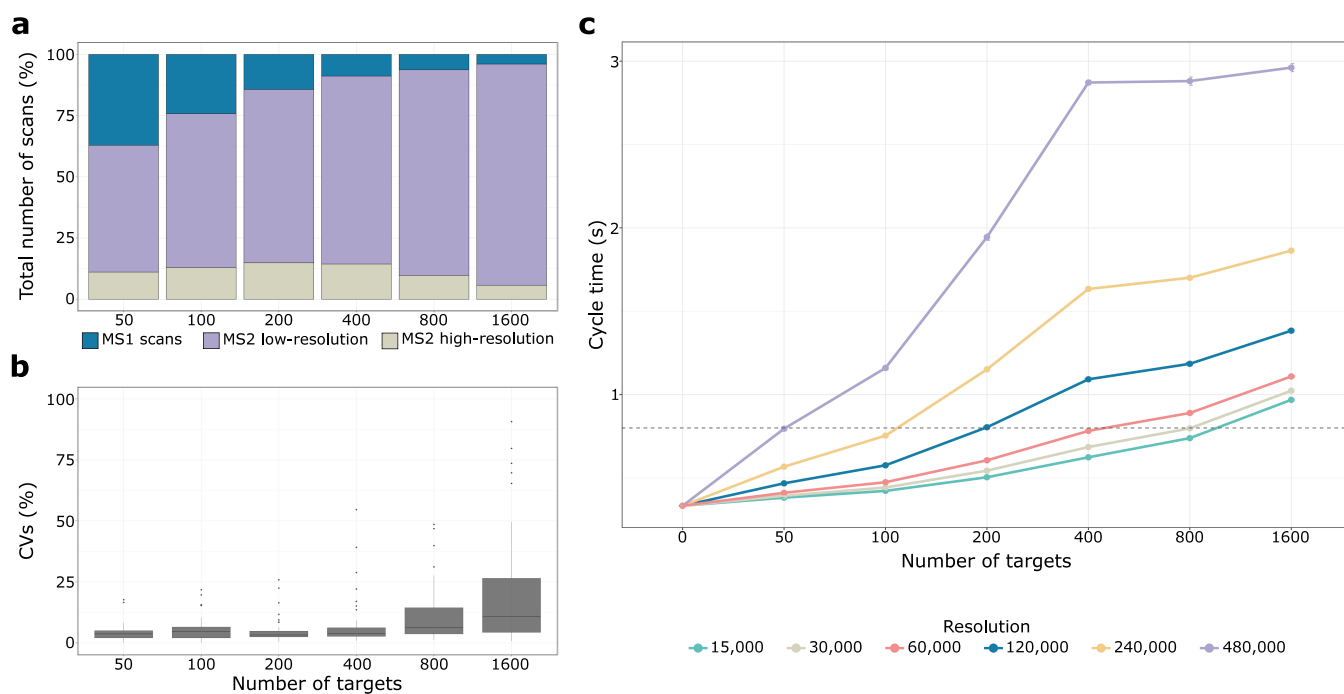 a
Total number of scans (%)
100
75
50
25
0
50 100 200 400 800 1600
MS1 scans MS2 low-resolution MS2 high-resolution
b
CVs (%)
100
75
50
25
0
50 100 200 400 800 1600
Number of targets
c
Cycle time (s)
3
2
1
0 50 100 200 400 800 1600
Number of targets
Resolution
15,000 30,000 60,000 120,000 240,000 480,000